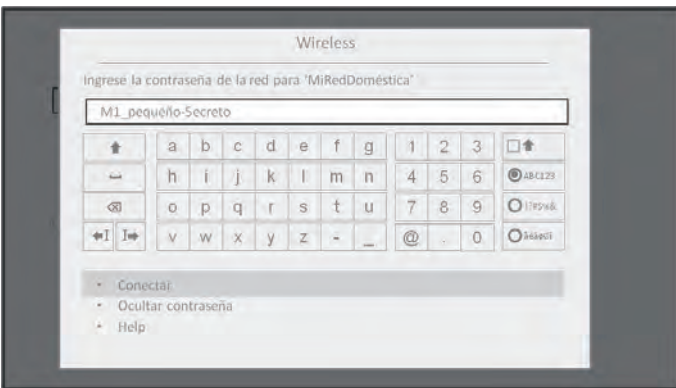 Wireless
Ingrese la contraseña de la red para 'MiRedDoméstica'
M1_pequeño-Secreto
a b c d e f g 1 2 3
h i j k l m n 4 5 6 ABC123
o p q r s t u 7 8 9
v w x y z - _ @ . 0
• Conectar
• Ocultar contraseña
• Help